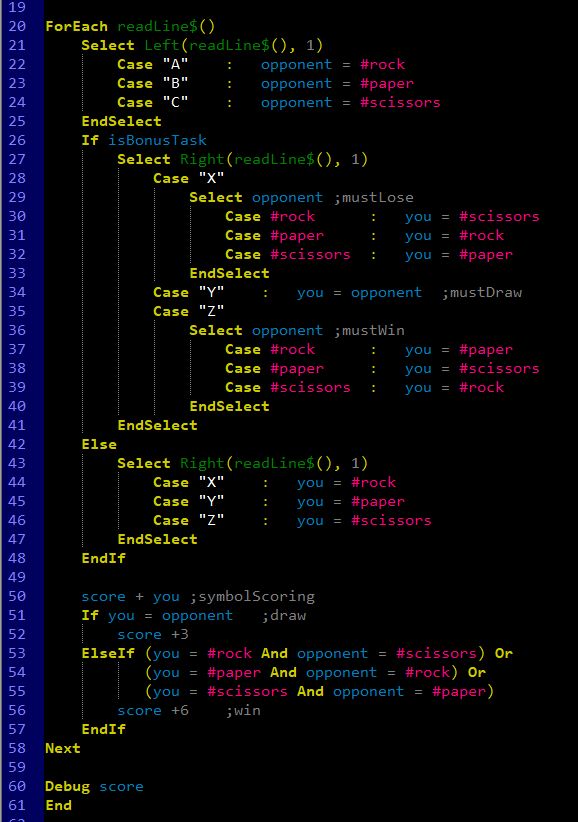 19
20 ForEach readLine$()
21     Select Left(readLine$(), 1)
22         Case "A"    :   opponent = #rock
23         Case "B"    :   opponent = #paper
24         Case "C"    :   opponent = #scissors
25     EndSelect
26     If isBonusTask
27         Select Right(readLine$(), 1)
28             Case "X"
29                 Select opponent ;mustLose
30                     Case #rock      :   you = #scissors
31                     Case #paper     :   you = #rock
32                     Case #scissors  :   you = #paper
33                 EndSelect
34             Case "Y"    :   you = opponent  ;mustDraw
35             Case "Z"
36                 Select opponent ;mustWin
37                     Case #rock      :   you = #paper
38                     Case #paper     :   you = #scissors
39                     Case #scissors  :   you = #rock
40                 EndSelect
41         EndSelect
42     Else
43         Select Right(readLine$(), 1)
44             Case "X"    :   you = #rock
45             Case "Y"    :   you = #paper
46             Case "Z"    :   you = #scissors
47         EndSelect
48     EndIf
49
50     score + you ;symbolScoring
51     If you = opponent   ;draw
52         score +3
53     ElseIf (you = #rock And opponent = #scissors) Or
54            (you = #paper And opponent = #rock) Or
55            (you = #scissors And opponent = #paper)
56         score +6    ;win
57     EndIf
58 Next
59
60 Debug score
61 End